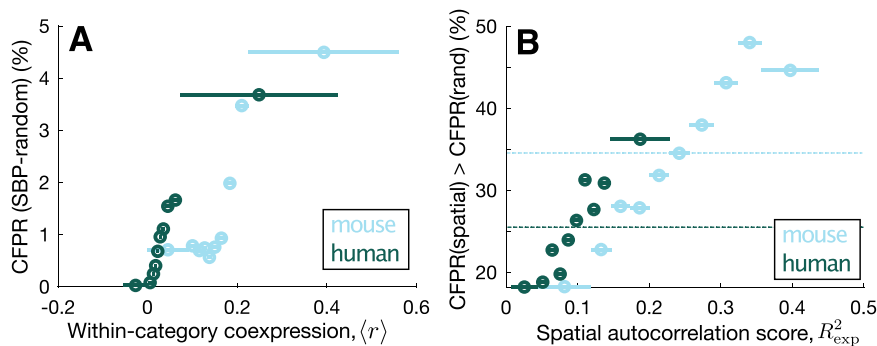 A
CFPR (SBP-random) (%)
5
4
3
2
1
0
-0.2
0
0.2
0.4
0.6
Within-category coexpression, ⟨r⟩
mouse
human
B
CFPR(spatial) > CFPR(rand) (%)
50
40
30
20
0
0.1
0.2
0.3
0.4
0.5
Spatial autocorrelation score, R²exp
mouse
human